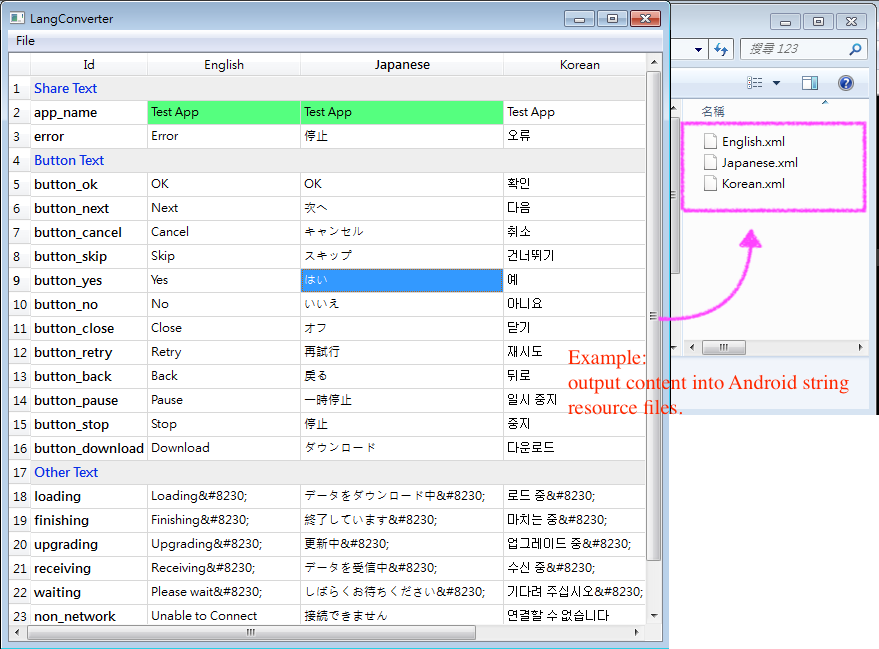 LangConverter
File
Id English Japanese Korean
1 Share Text
2 app_name Test App Test App Test App
3 error Error 停止 오류
4 Button Text
5 button_ok OK OK 확인
6 button_next Next 次へ 다음
7 button_cancel Cancel キャンセル 취소
8 button_skip Skip スキップ 건너뛰기
9 button_yes Yes はい 예
10 button_no No いいえ 아니요
11 button_close Close オフ 닫기
12 button_retry Retry 再試行 재시도
13 button_back Back 戻る 뒤로
14 button_pause Pause 一時停止 일시 중지
15 button_stop Stop 停止 중지
16 button_download Download ダウンロード 다운로드
17 Other Text
18 loading Loading&#8230; データをダウンロード中&#8230; 로드 중&#8230;
19 finishing Finishing&#8230; 終了しています&#8230; 마치는 중&#8230;
20 upgrading Upgrading&#8230; 更新中&#8230; 업그레이드 중&#8230;
21 receiving Receiving&#8230; データを受信中&#8230; 수신 중&#8230;
22 waiting Please wait&#8230; しばらくお待ちください&#8230; 기다려 주십시오&#8230;
23 non_network Unable to Connect 接続できません 연결할 수 없습니다
搜尋 123
名稱
English.xml
Japanese.xml
Korean.xml
Example:
output content into Android string
resource files.